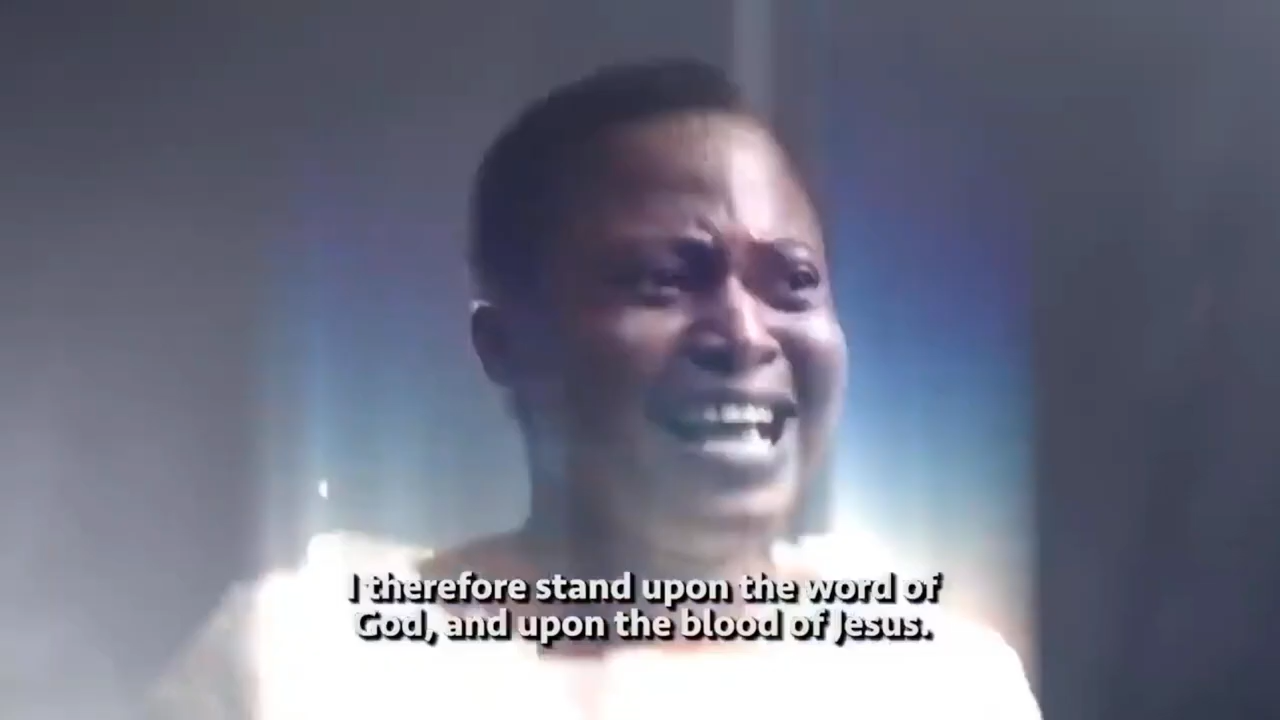 I therefore stand upon the word of
God, and upon the blood of Jesus.